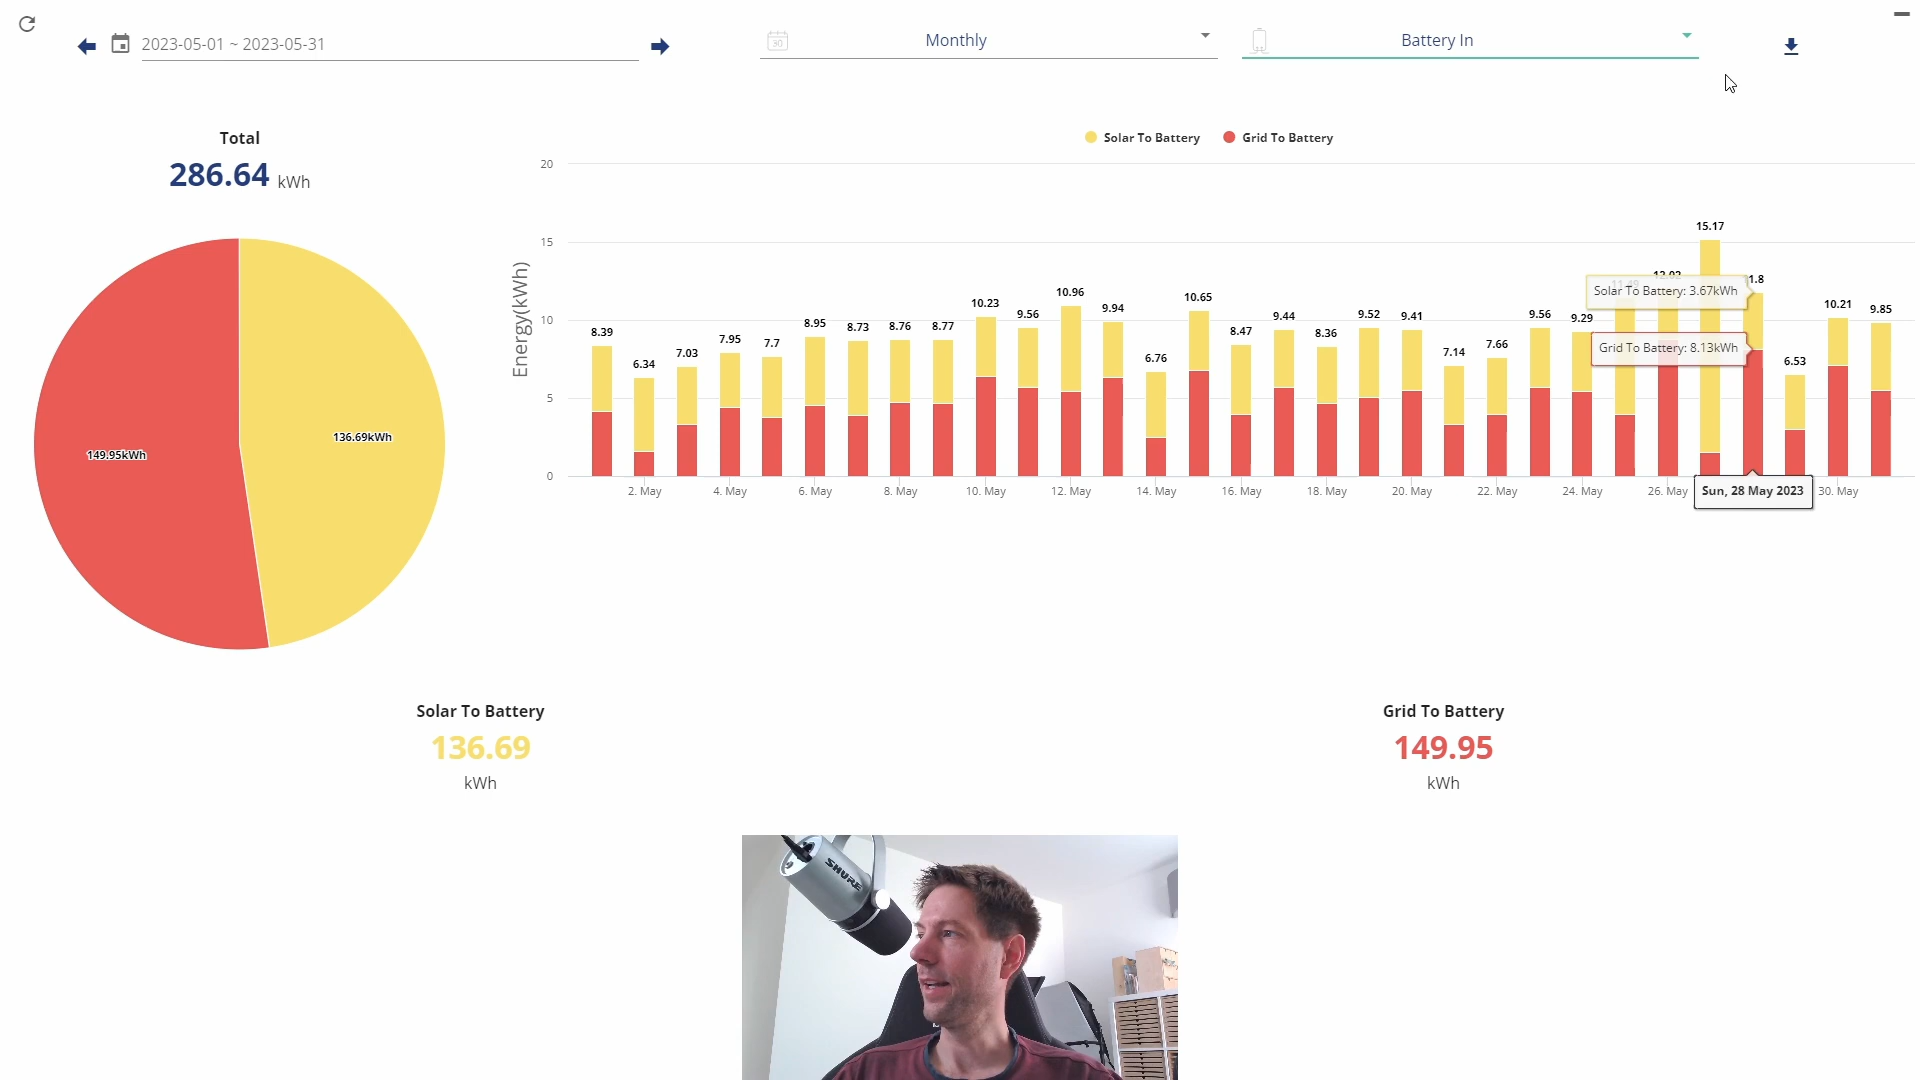 2023-05-01 ~ 2023-05-31
30
Monthly
Battery In
Total
286.64 kWh
149.95kWh
136.69kWh
Solar To Battery
Grid To Battery
Energy(kWh)
20
15
10
5
0
8.39
6.34
7.03
7.95
7.7
8.95
8.73
8.76
8.77
10.23
9.56
10.96
9.94
6.76
10.65
8.47
9.44
8.36
9.52
9.41
7.14
7.66
9.56
9.29
15.17
1.8
6.53
10.21
9.85
Solar To Battery: 3.67kWh
Grid To Battery: 8.13kWh
2. May
4. May
6. May
8. May
10. May
12. May
14. May
16. May
18. May
20. May
22. May
24. May
26. May
Sun, 28 May 2023
30. May
Solar To Battery
136.69
kWh
Grid To Battery
149.95
kWh
SHURE